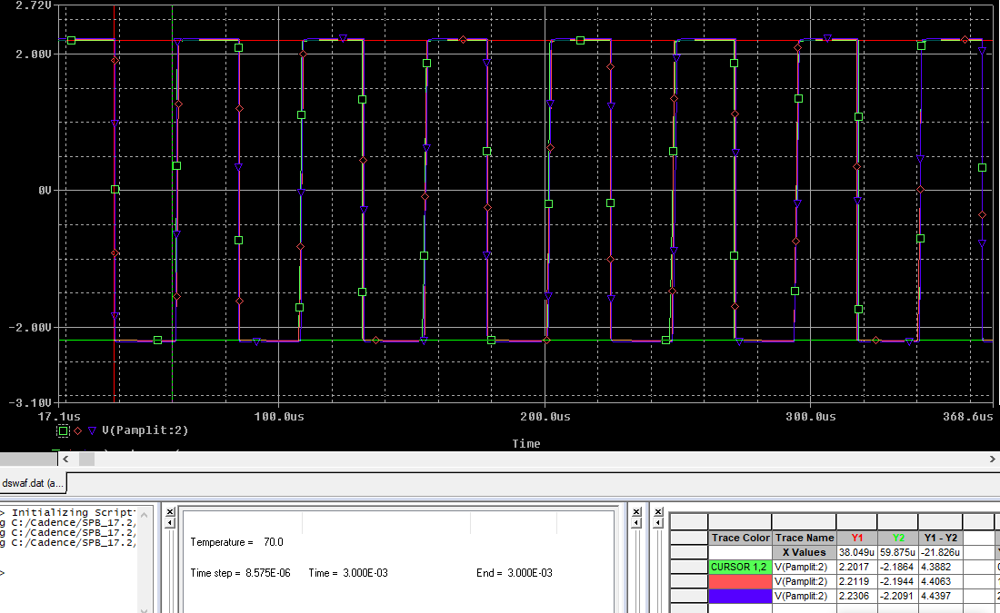 2.72V
2.00V
0V
-2.00V
-3.10V
17.1us 100.0us 200.0us 300.0us 368.6us
V(Pamplit:2)
Time
dswaf.dat (a...
> Initializing Script
g C:/Cadence/SPB_17.2,
g C:/Cadence/SPB_17.2,
g C:/Cadence/SPB_17.2,
>
Temperature = 70.0
Time step = 8.575E-06 Time = 3.000E-03 End = 3.000E-03
Trace Color Trace Name Y1 Y2 Y1 - Y2
X Values 38.049u 59.875u -21.826u
CURSOR 1,2 V(Pamplit:2) 2.2017 -2.1864 4.3882
V(Pamplit:2) 2.2119 -2.1944 4.4063
V(Pamplit:2) 2.2306 -2.2091 4.4397